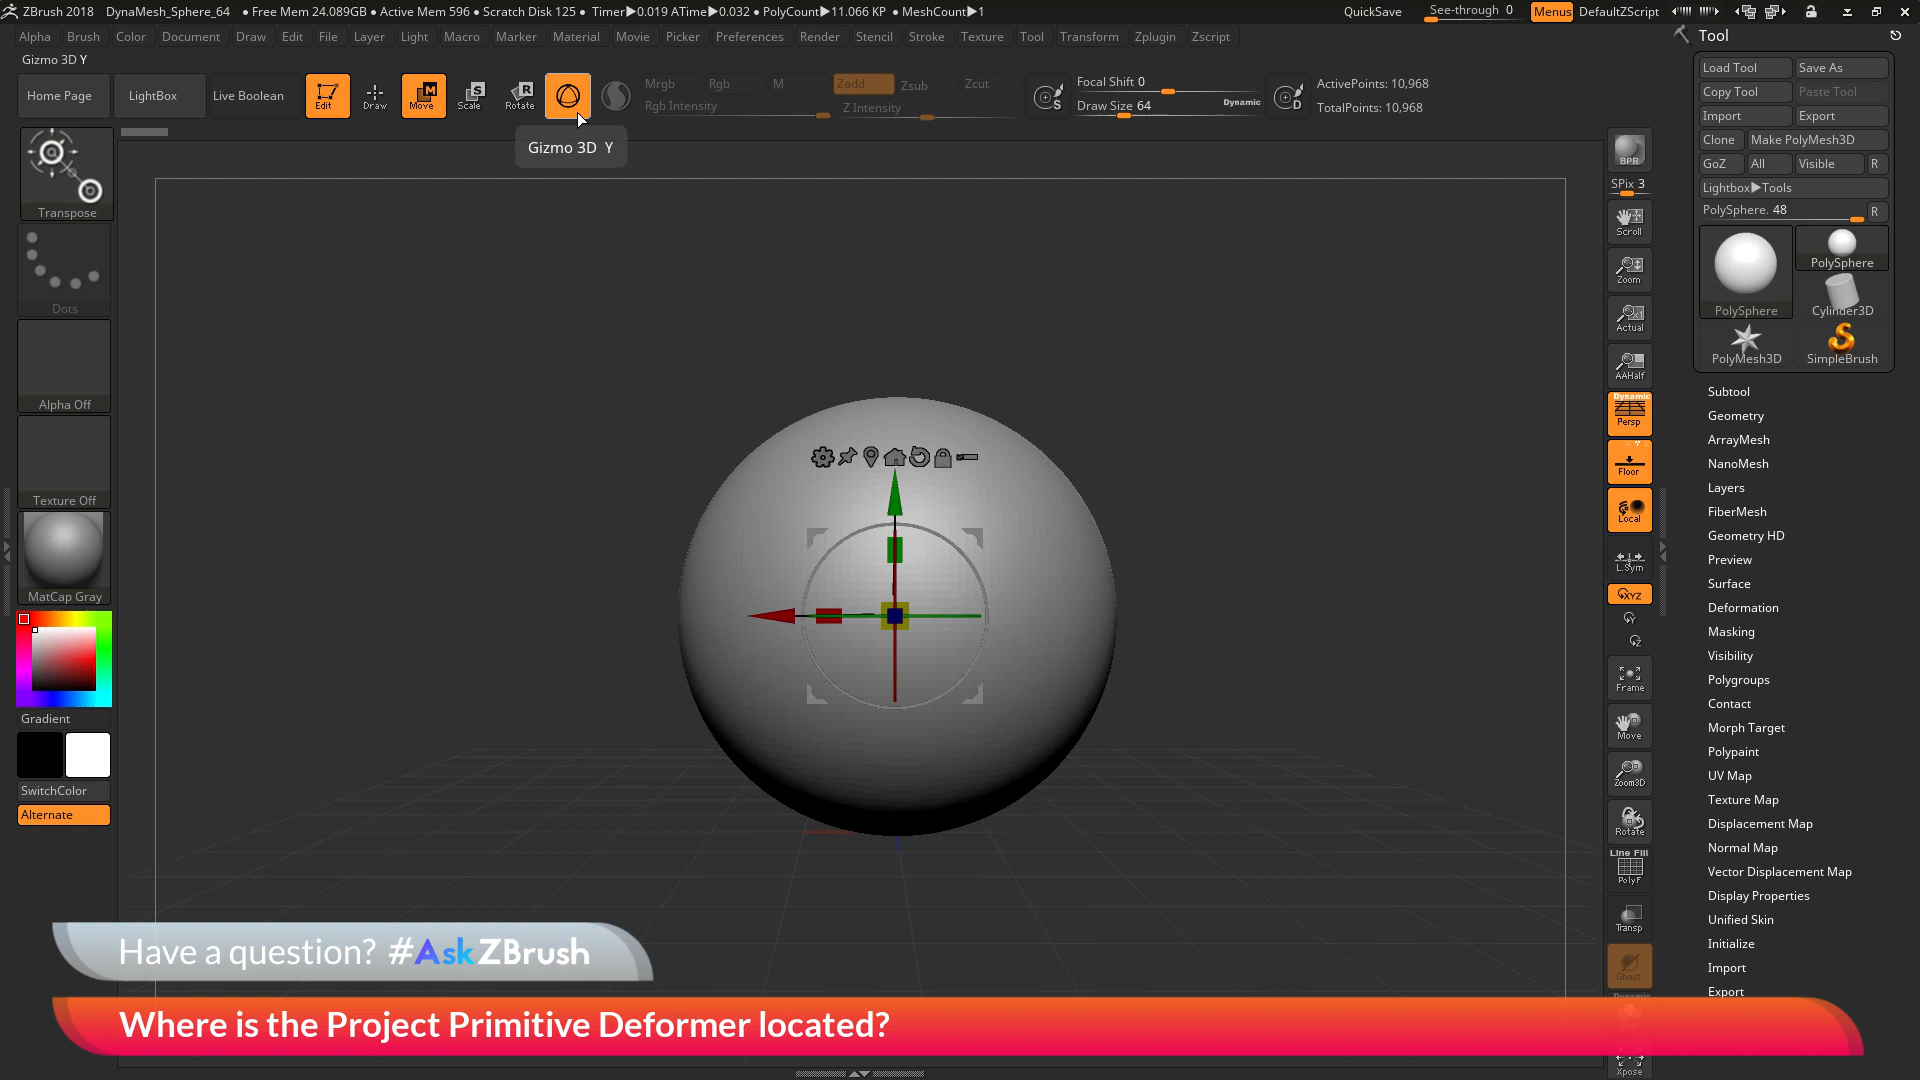 ZBrush 2018 DynaMesh_Sphere_64 ● Free Mem 24.089GB ● Active Mem 596 ● Scratch Disk 125 ● Timer▶0.019 ATime▶0.032 ● PolyCount▶11.066 KP ● MeshCount▶1 QuickSave See-through 0 Menus DefaultZScript
Alpha Brush Color Document Draw Edit File Layer Light Macro Marker Material Movie Picker Preferences Render Stencil Stroke Texture Tool Transform Zplugin Zscript
Gizmo 3D Y
Home Page LightBox Live Boolean Edit Draw Move Scale Rotate
Mrgb Rgb M Zadd Zsub Zcut
Rgb Intensity Z Intensity
Focal Shift 0
Draw Size 64 Dynamic
ActivePoints: 10,968
TotalPoints: 10,968
Gizmo 3D Y
Transpose
Dots
Alpha Off
Texture Off
MatCap Gray
Gradient
SwitchColor
Alternate
BPR
SPix 3
Scroll
Zoom
Actual
AAHalf
Dynamic
Persp
Floor
Local
L.Sym
XYZ
Frame
Move
Zoom3D
Rotate
Line Fill
PolyF
Transp
Ghost
Dynamic
Xpose
Tool
Load Tool Save As
Copy Tool Paste Tool
Import Export
Clone Make PolyMesh3D
GoZ All Visible R
Lightbox▶Tools
PolySphere. 48 R
PolySphere PolySphere
Cylinder3D
PolyMesh3D SimpleBrush
Subtool
Geometry
ArrayMesh
NanoMesh
Layers
FiberMesh
Geometry HD
Preview
Surface
Deformation
Masking
Visibility
Polygroups
Contact
Morph Target
Polypaint
UV Map
Texture Map
Displacement Map
Normal Map
Vector Displacement Map
Display Properties
Unified Skin
Initialize
Import
Export
Have a question? #AskZBrush
Where is the Project Primitive Deformer located?